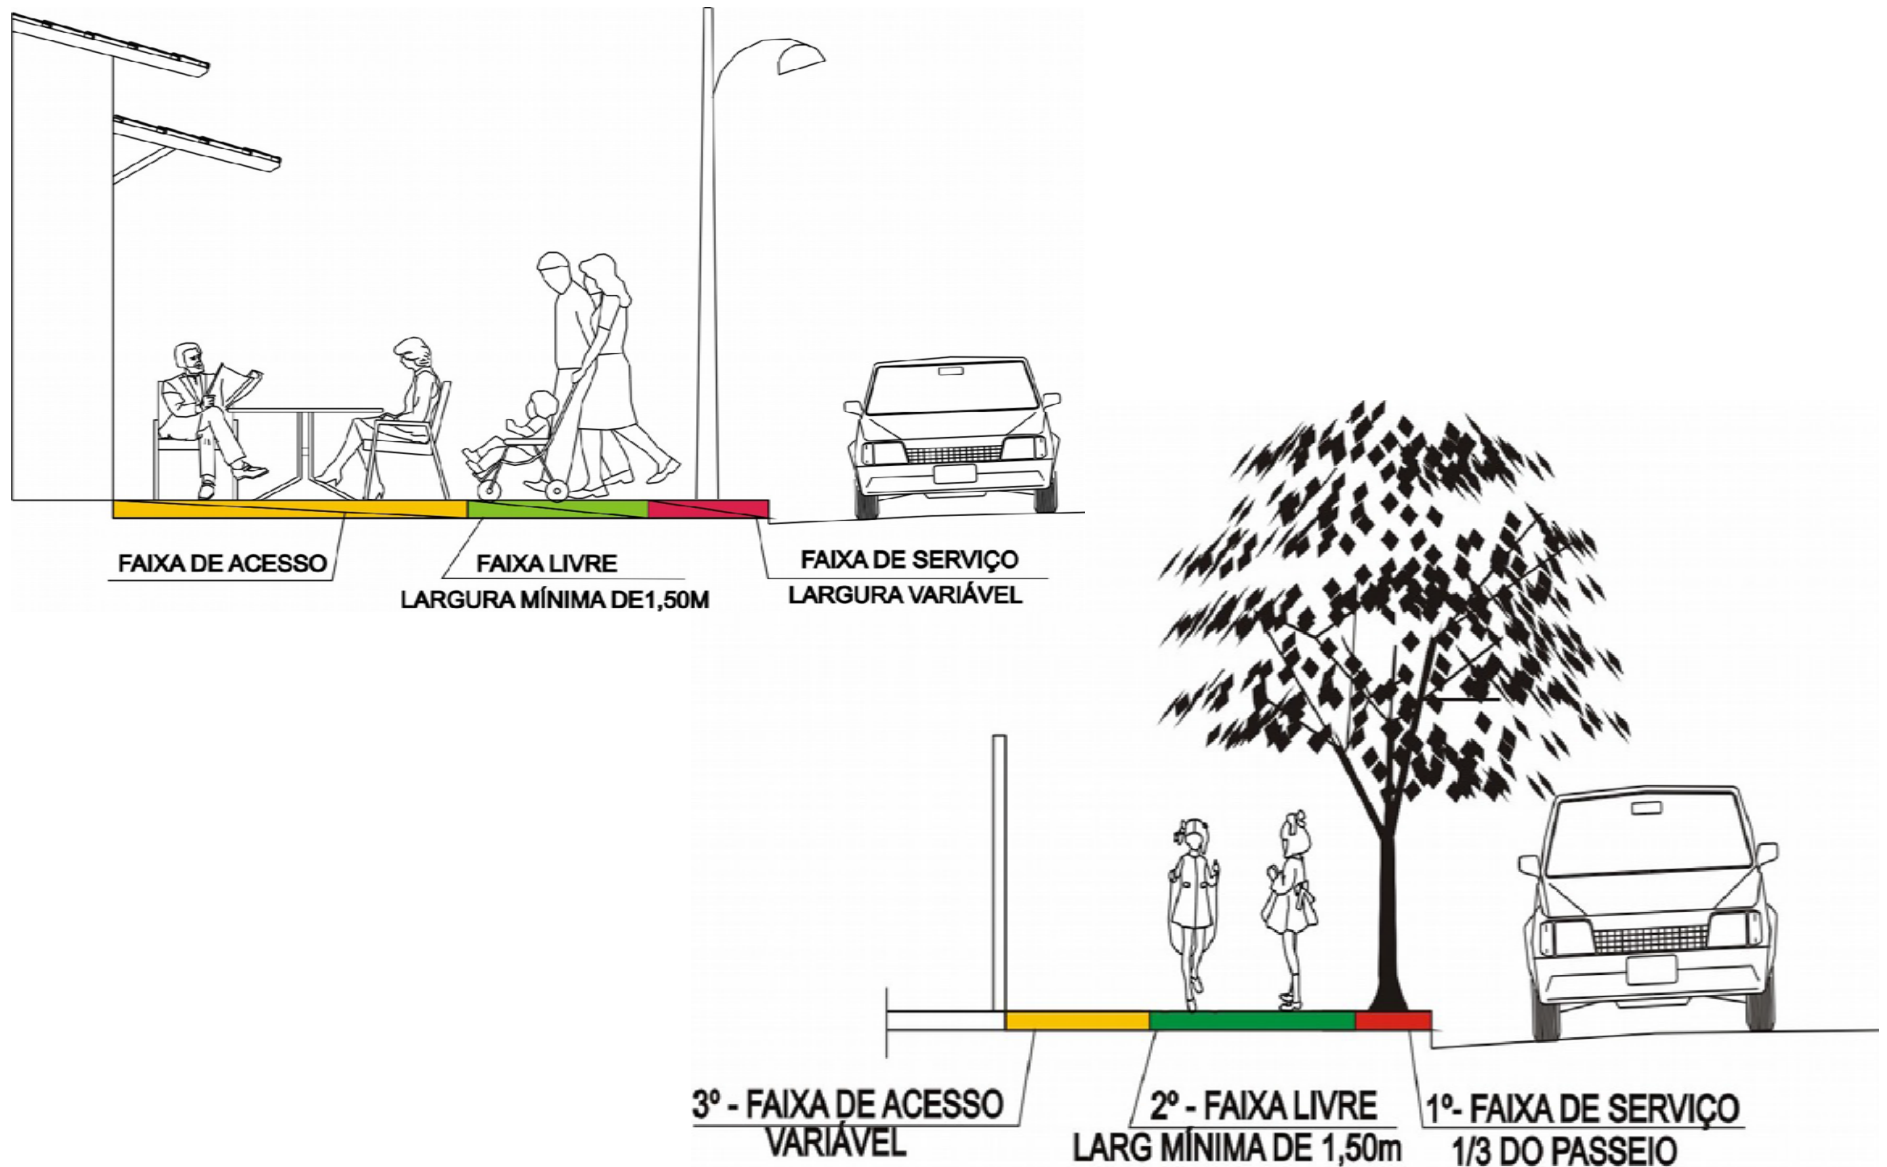 FAIXA DE ACESSO
FAIXA LIVRE
LARGURA MÍNIMA DE1,50M
FAIXA DE SERVIÇO
LARGURA VARIÁVEL
3º - FAIXA DE ACESSO
VARIÁVEL
2º - FAIXA LIVRE
LARG MÍNIMA DE 1,50m
1º- FAIXA DE SERVIÇO
1/3 DO PASSEIO